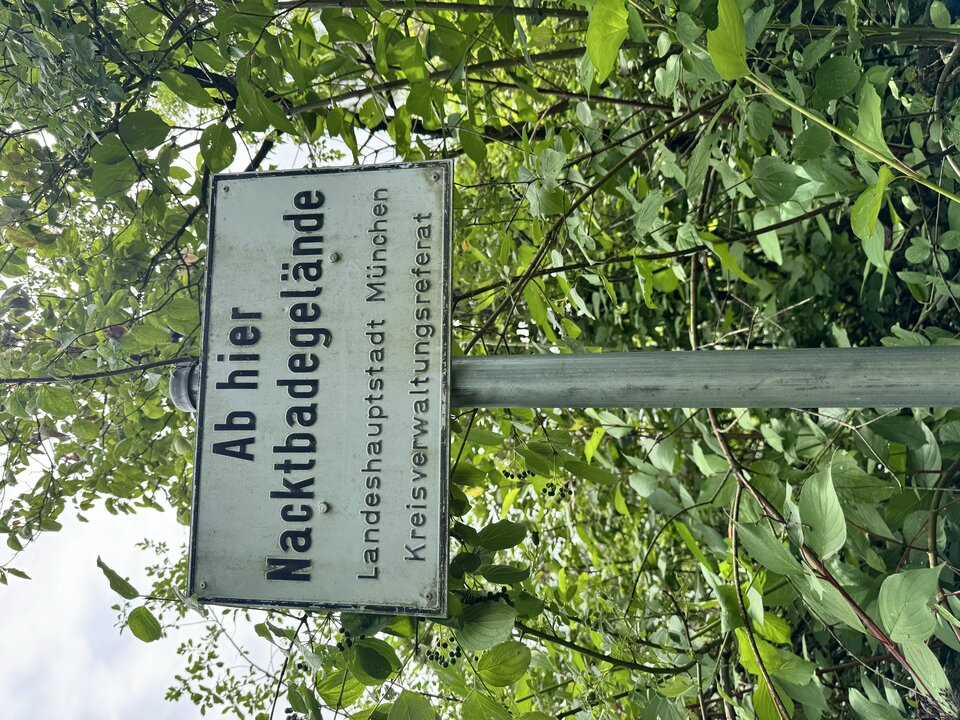 Ab hier
Nacktbadegelände
Landeshauptstadt München
Kreisverwaltungsreferat